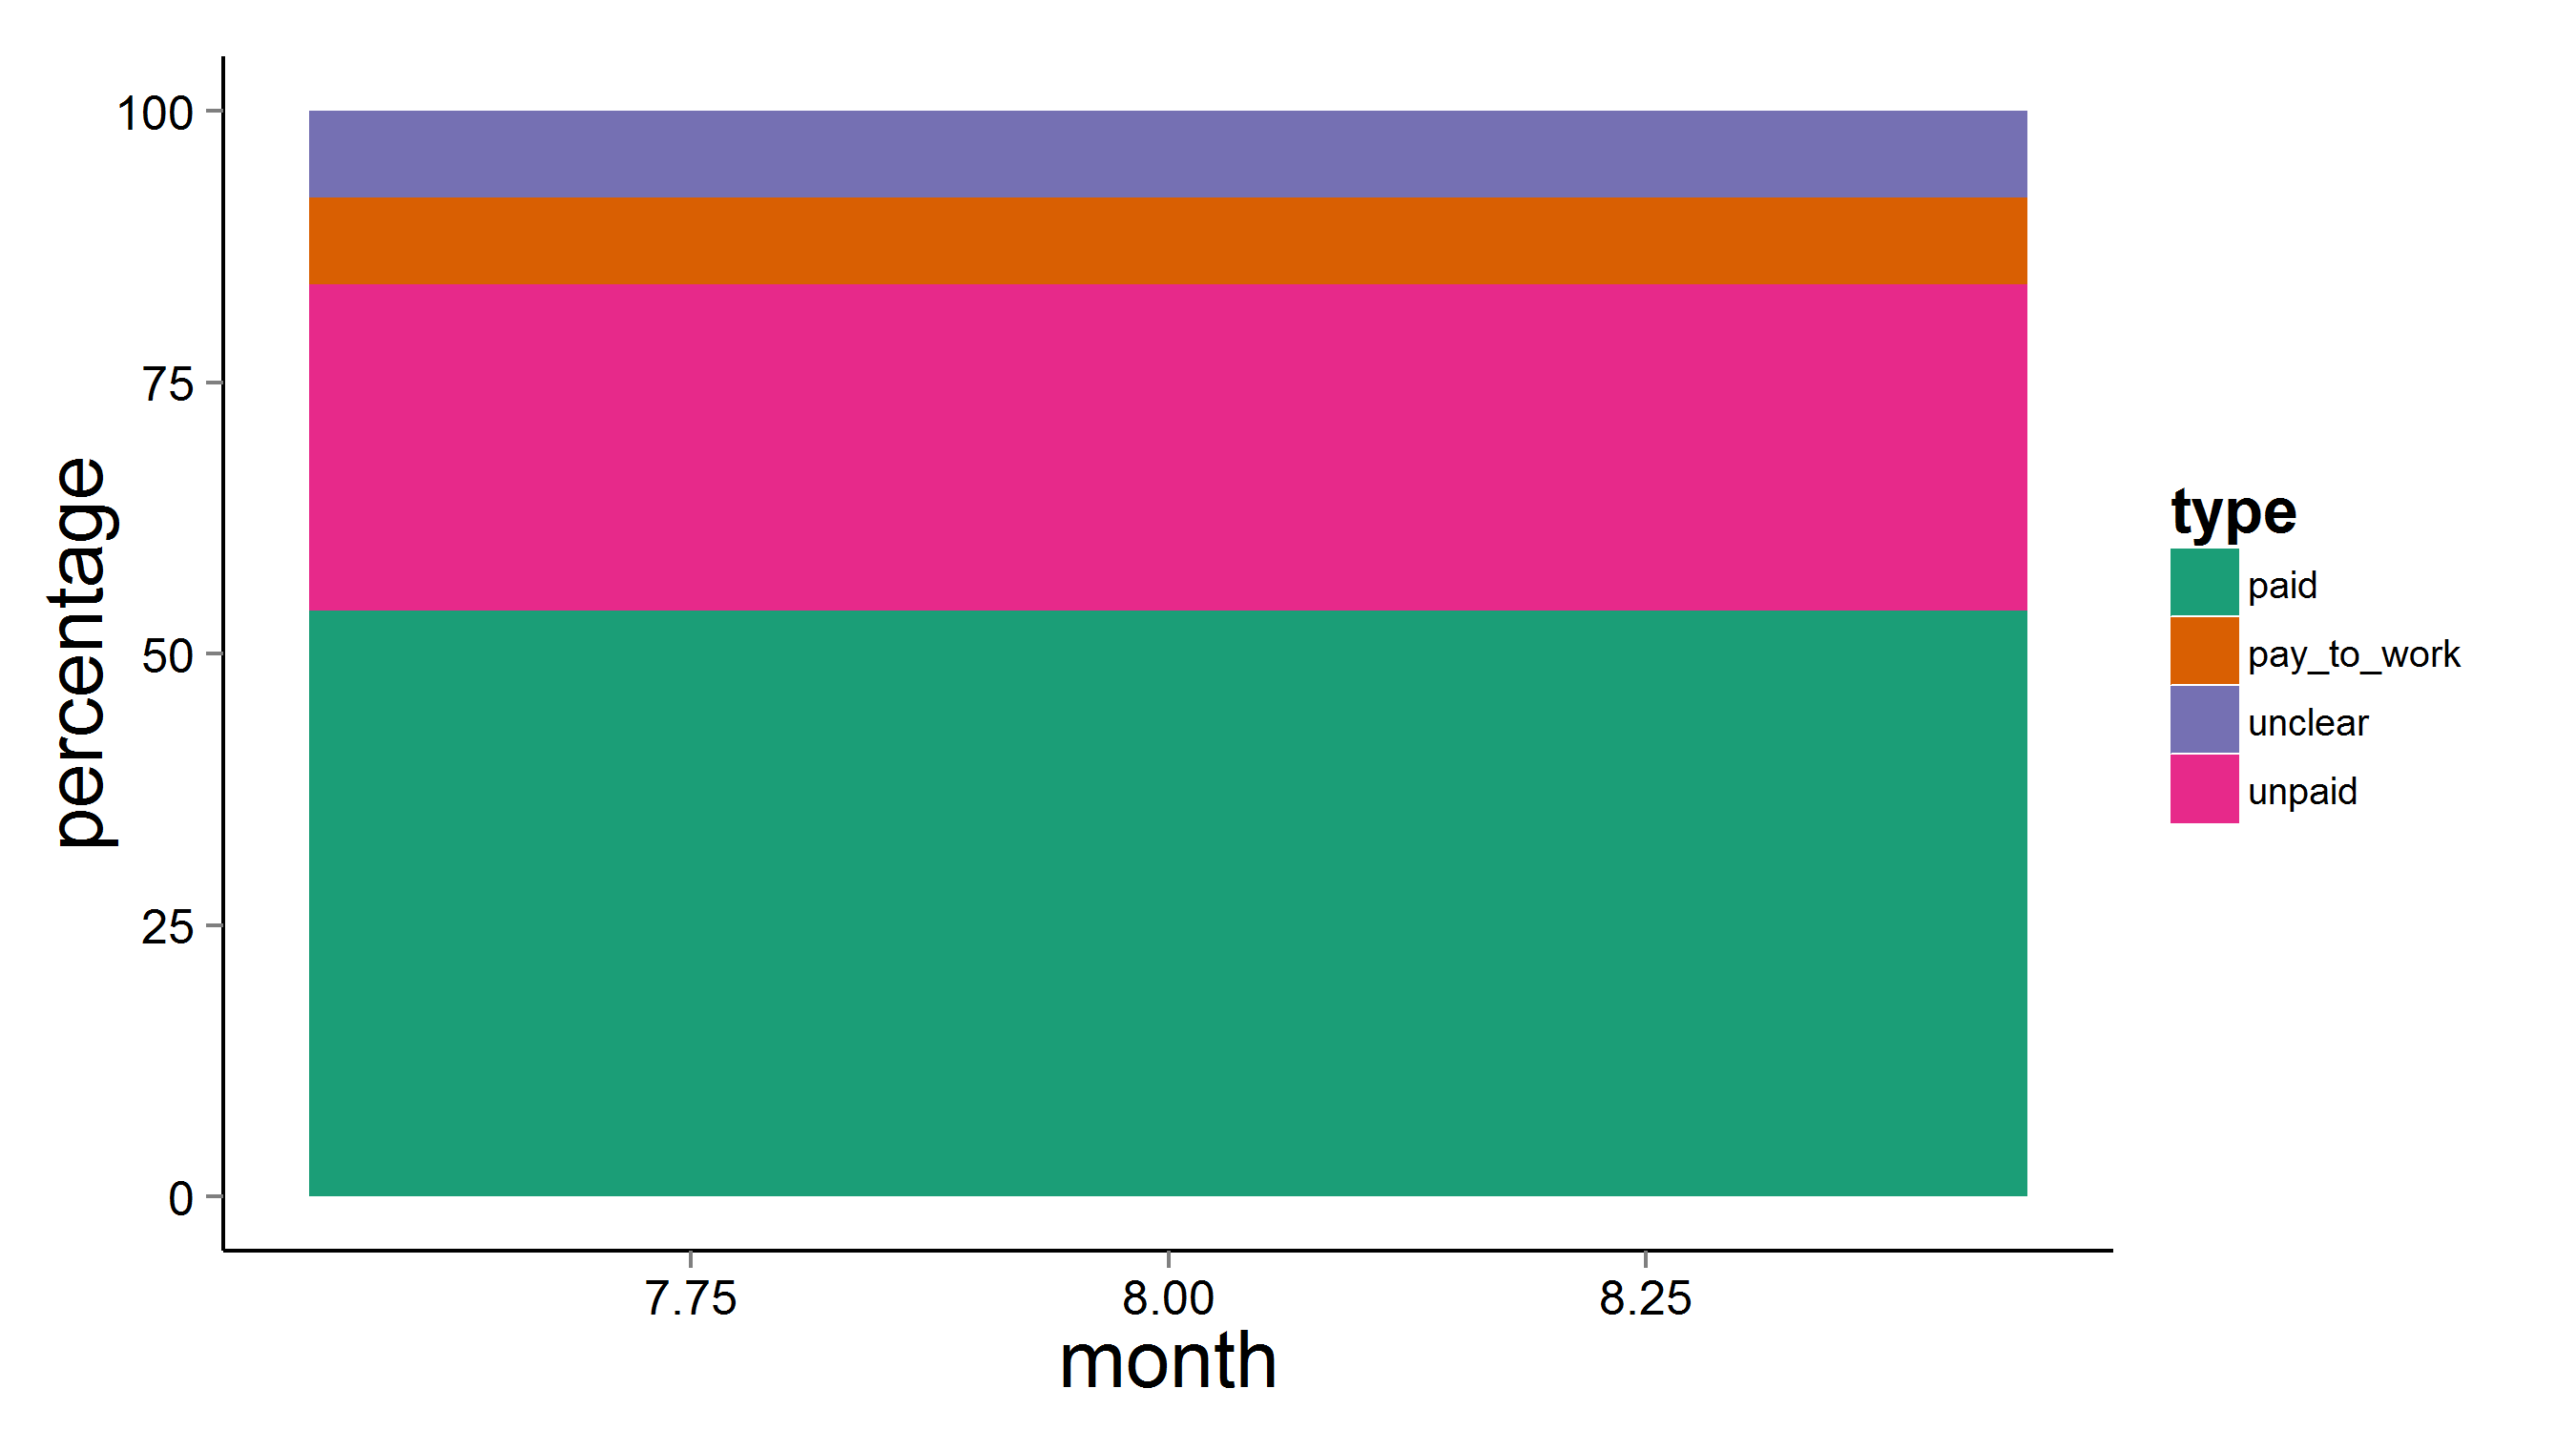 percentage
100
75
50
25
0
7.75 8.00 8.25
month
type
paid
pay_to_work
unclear
unpaid